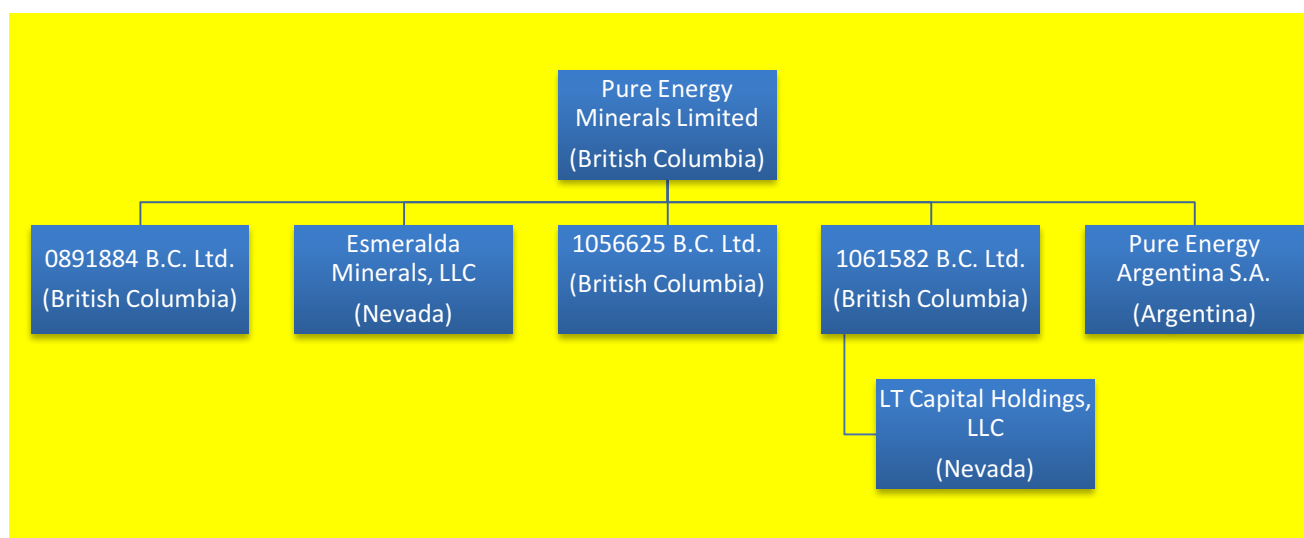 Pure Energy
Minerals Limited
(British Columbia)
0891884 B.C. Ltd.
(British Columbia)
Esmeralda
Minerals, LLC
(Nevada)
1056625 B.C. Ltd.
(British Columbia)
1061582 B.C. Ltd.
(British Columbia)
Pure Energy
Argentina S.A.
(Argentina)
LT Capital Holdings,
LLC
(Nevada)